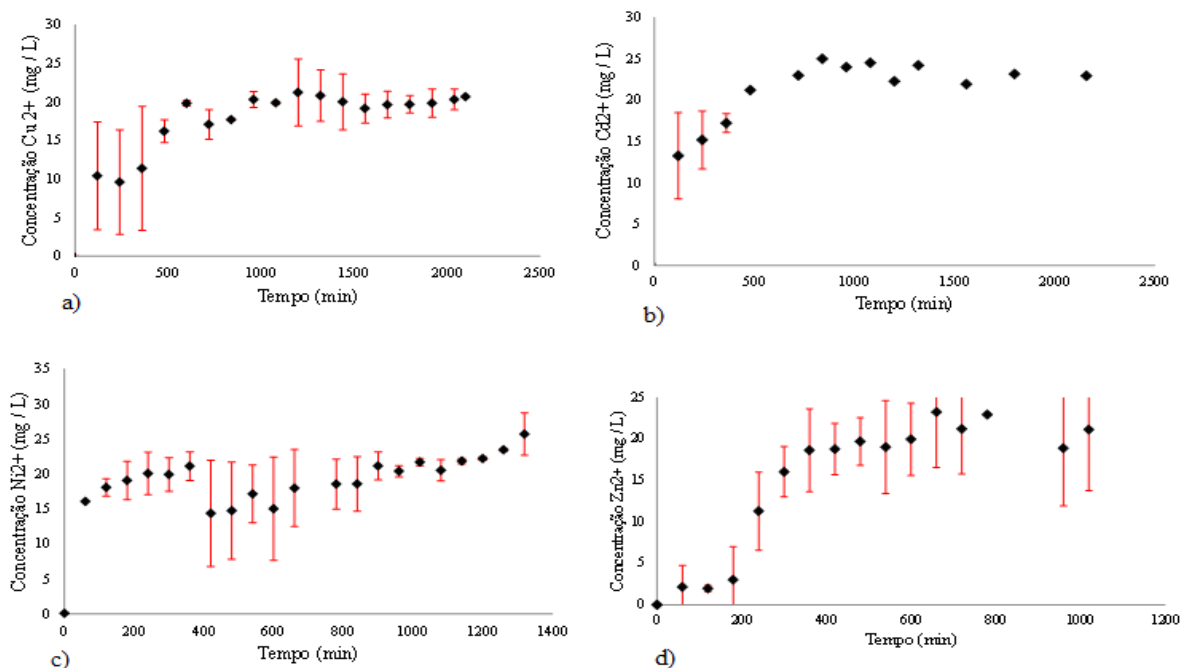 30
25
20
15
10
5
0
Concentração Cu 2+ (mg / L)
0 500 1000 1500 2000 2500
Tempo (min)
a)
30
25
20
15
10
5
0
Concentração Cd2+ (mg / L)
0 500 1000 1500 2000 2500
Tempo (min)
b)
35
30
25
20
15
10
5
0
Concentração Ni2+ (mg / L)
0 200 400 600 800 1000 1200 1400
Tempo (min)
c)
25
20
15
10
5
0
Concentração Zn2+ (mg / L)
0 200 400 600 800 1000 1200
Tempo (min)
d)